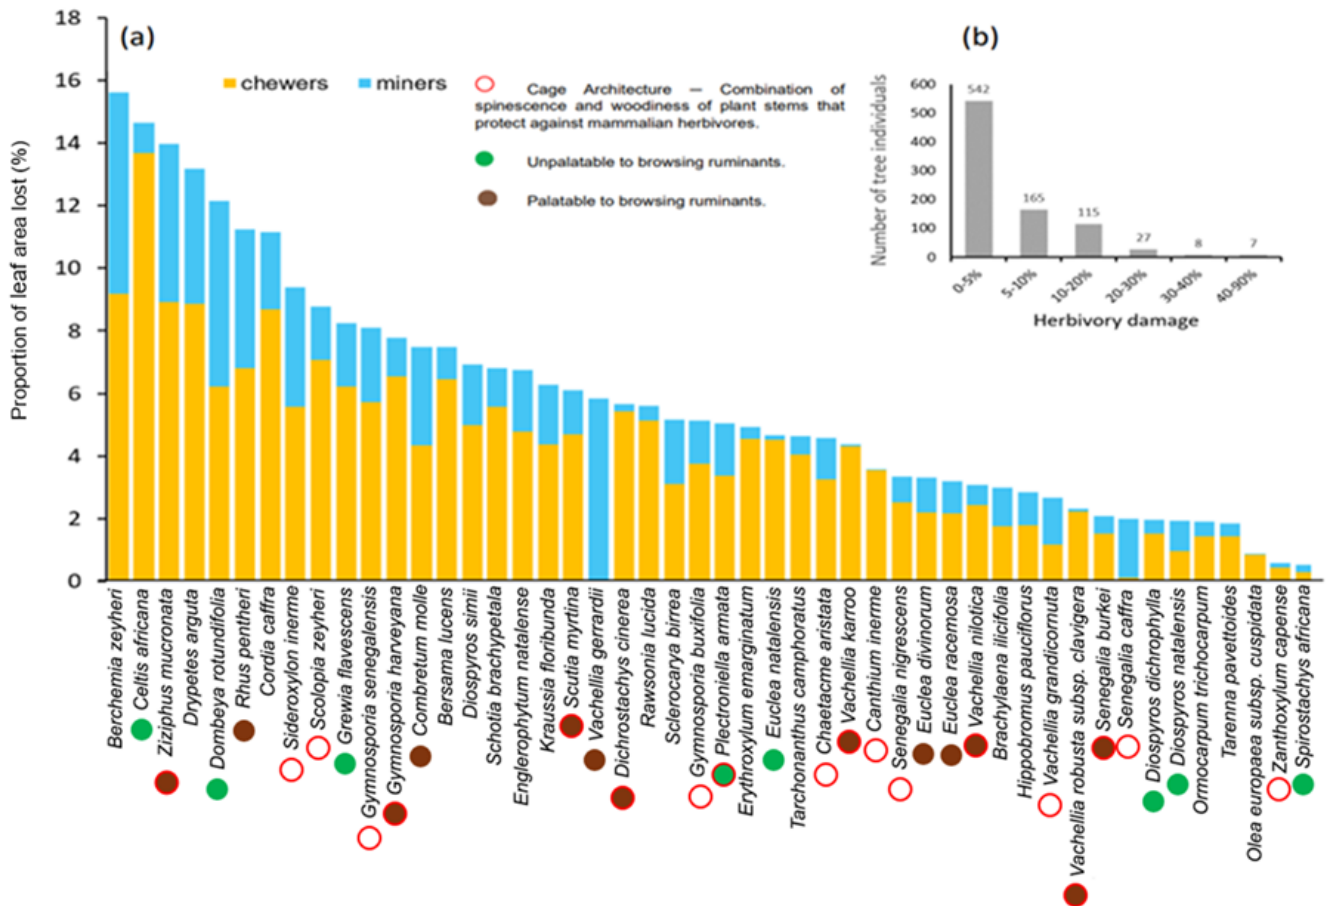 18
(a)
(b)
16
14
12
10
8
6
4
2
0
Proportion of leaf area lost (%)
chewers
miners
Cage Architecture — Combination of
spinescence and woodiness of plant stems that
protect against mammalian herbivores.
Unpalatable to browsing ruminants.
Palatable to browsing ruminants.
Number of tree individuals
600
500
400
300
200
100
0
542
165
115
27
8
7
0-5%
5-10%
10-20%
20-30%
30-40%
40-90%
Herbivory damage
Berchemia zeyheri
Celtis africana
Ziziphus mucronata
Drypetes arguta
Dombeya rotundifolia
Rhus pentheri
Cordia caffra
Sideroxylon inerme
Scolopia zeyheri
Grewia flavescens
Gymnosporia senegalensis
Gymnosporia harveyana
Combretum molle
Bersama lucens
Diospyros simii
Schotia brachypetala
Englerophytum natalense
Kraussia floribunda
Scutia myrtina
Vachellia gerrardii
Dichrostachys cinerea
Rawsonia lucida
Sclerocarya birrea
Gymnosporia buxifolia
Plectroniella armata
Erythroxylum emarginatum
Euclea natalensis
Tarchonanthus camphoratus
Chaetacme aristata
Vachellia karroo
Canthium inerme
Senegalia nigrescens
Euclea divinorum
Euclea racemosa
Vachellia nilotica
Brachylaena ilicifolia
Hippobromus pauciflorus
Vachellia grandicornuta
Vachellia robusta subsp. clavigera
Senegalia burkei
Senegalia caffra
Diospyros dichrophylla
Diospyros natalensis
Ormocarpum trichocarpum
Tarenna pavettoides
Olea europaea subsp. cuspidata
Zanthoxylum capense
Spirostachys africana